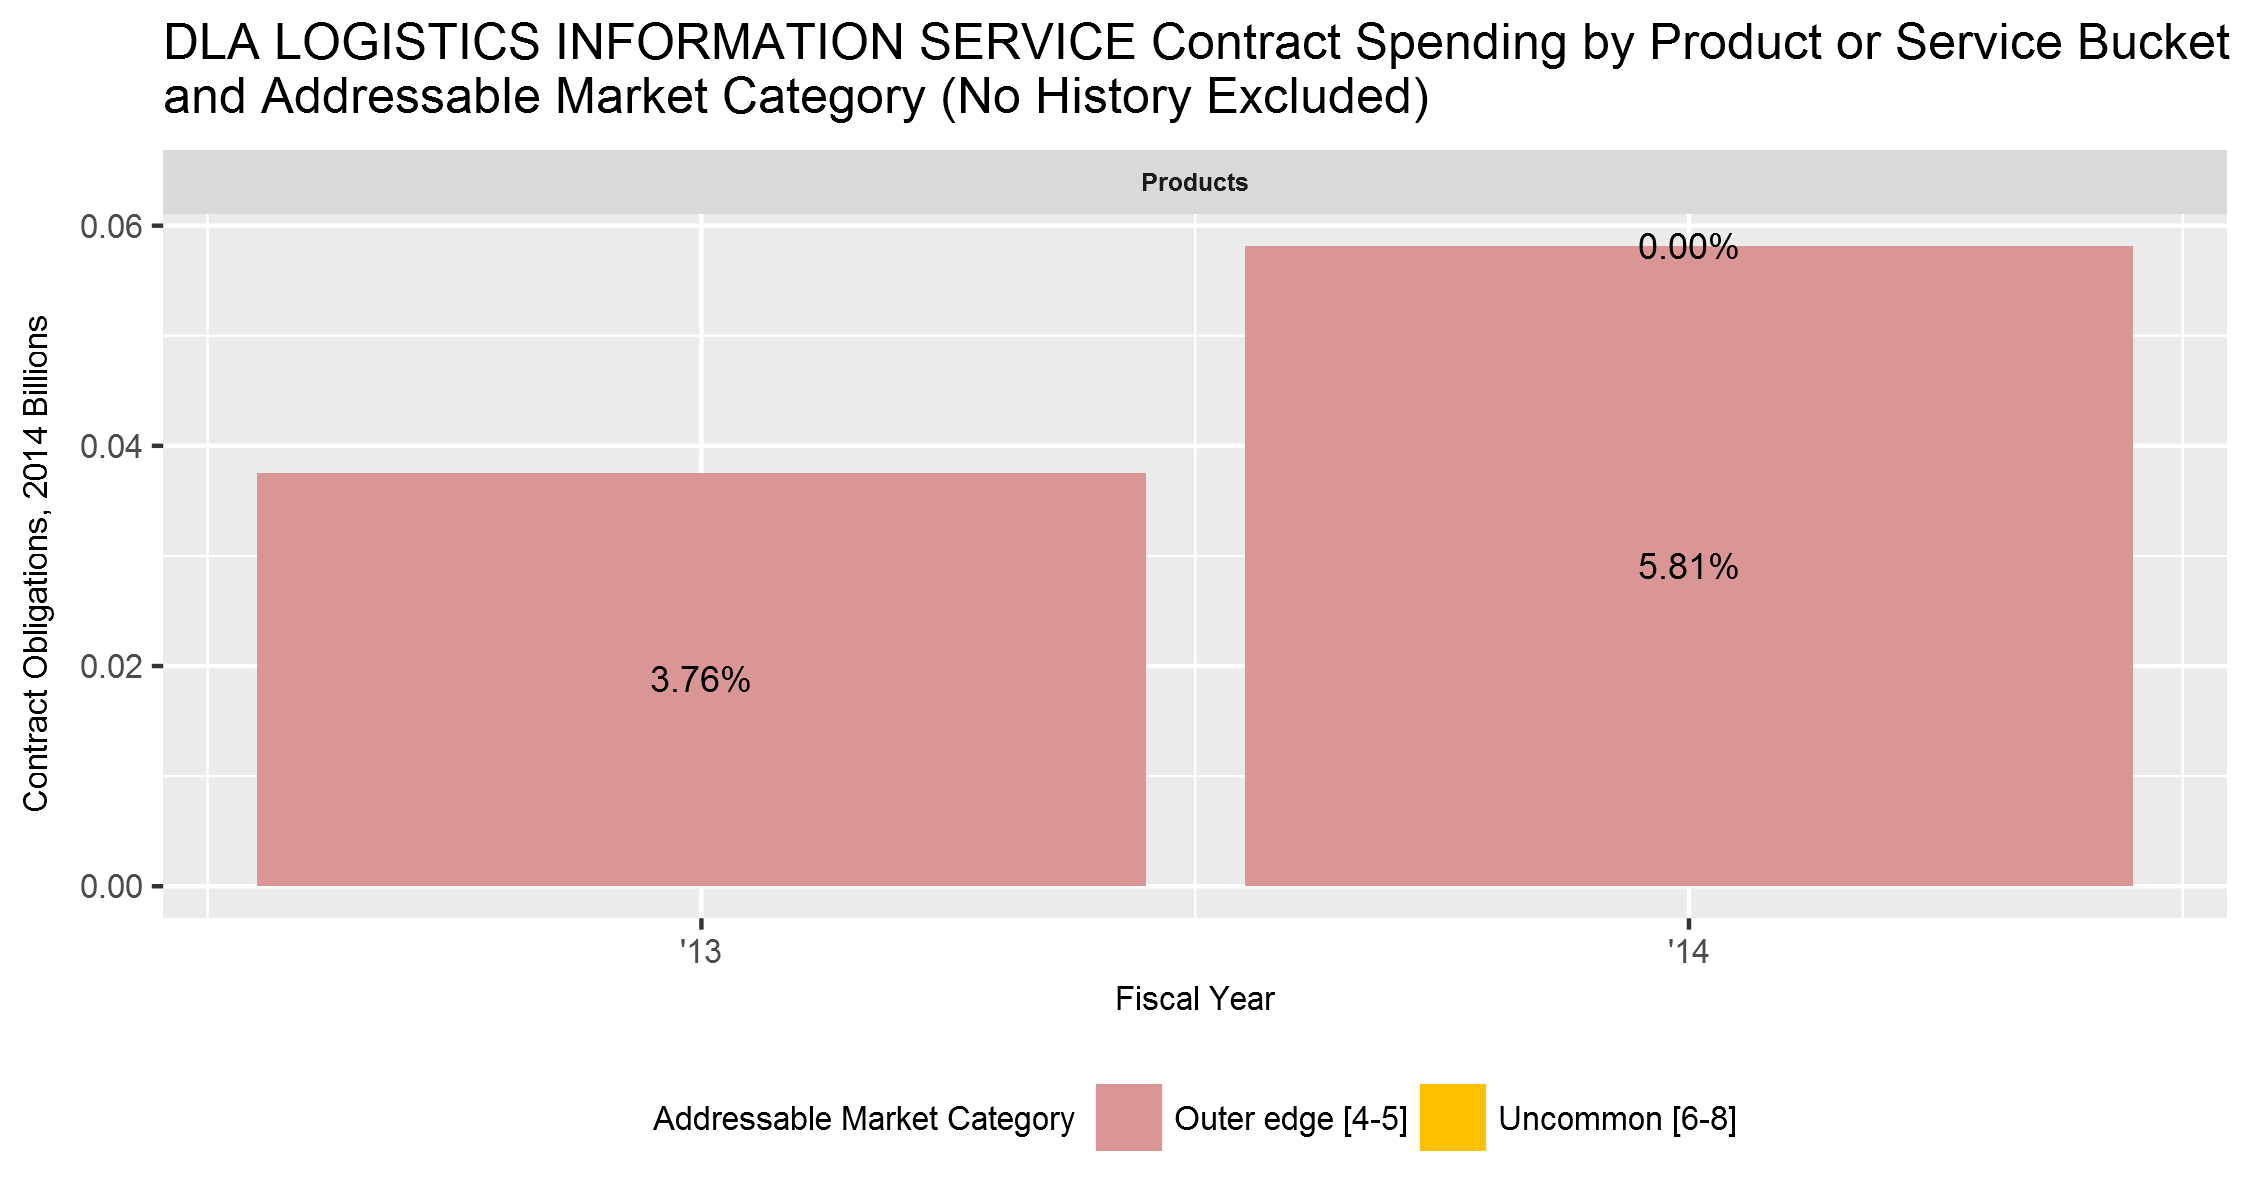 DLA LOGISTICS INFORMATION SERVICE Contract Spending by Product or Service Bucket
and Addressable Market Category (No History Excluded)
Products
0.06
0.04
0.02
0.00
Contract Obligations, 2014 Billions
0.00%
5.81%
3.76%
'13
'14
Fiscal Year
Addressable Market Category
Outer edge [4-5]
Uncommon [6-8]